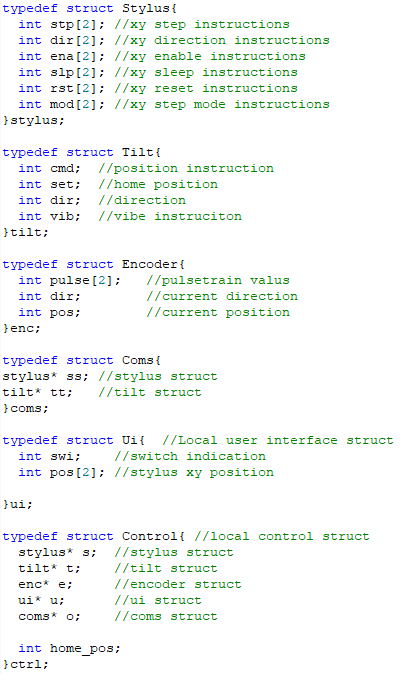 typedef struct Stylus{
  int stp[2]; //xy step instructions
  int dir[2]; //xy direction instructions
  int ena[2]; //xy enable instructions
  int slp[2]; //xy sleep instructions
  int rst[2]; //xy reset instructions
  int mod[2]; //xy step mode instructions
}stylus;

typedef struct Tilt{
  int cmd;  //position instruction
  int set;  //home position
  int dir;  //direction
  int vib;  //vibe instruciton
}tilt;

typedef struct Encoder{
  int pulse[2];   //pulsetrain valus
  int dir;        //current direction
  int pos;        //current position
}enc;

typedef struct Coms{
stylus* ss; //stylus struct
tilt* tt;   //tilt struct
}coms;

typedef struct Ui{  //Local user interface struct
  int swi;    //switch indication
  int pos[2]; //stylus xy position

}ui;

typedef struct Control{ //local control struct
  stylus* s;  //stylus struct
  tilt* t;    //tilt struct
  enc* e;     //encoder struct
  ui* u;      //ui struct
  coms* o;    //coms struct

  int home_pos;
}ctrl;